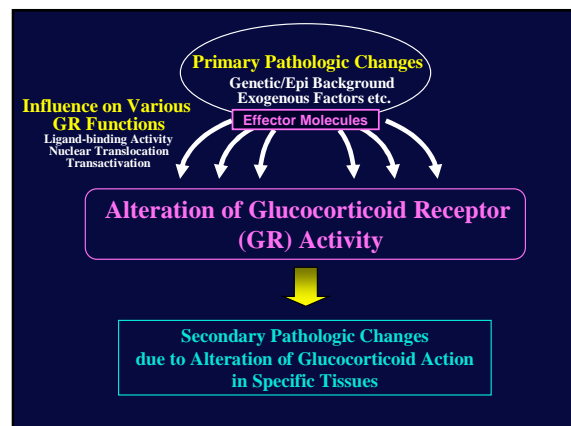 Primary Pathologic Changes
Genetic/Epi Background
Exogenous Factors etc.
Effector Molecules
Influence on Various
GR Functions
Ligand-binding Activity
Nuclear Translocation
Transactivation
Alteration of Glucocorticoid Receptor
(GR) Activity
Secondary Pathologic Changes
due to Alteration of Glucocorticoid Action
in Specific Tissues